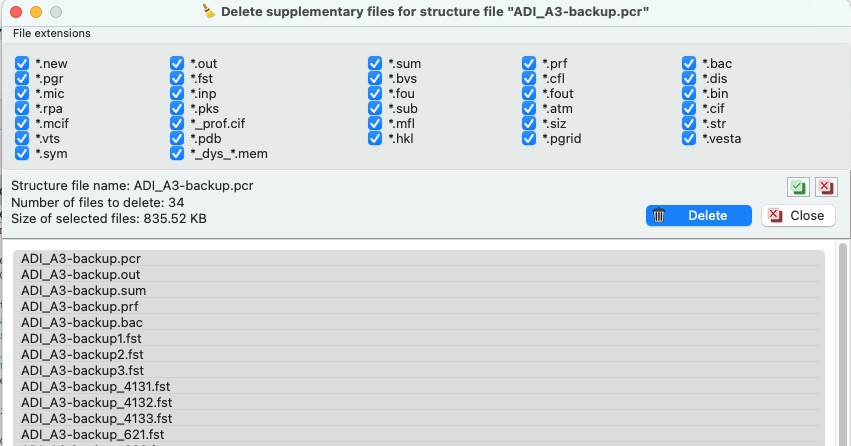 Delete supplementary files for structure file "ADI_A3-backup.pcr"
File extensions
*.new *.out *.sum *.prf *.bac
*.pgr *.fst *.bvs *.cfl *.dis
*.mic *.inp *.fou *.fout *.bin
*.rpa *.pks *.sub *.atm *.cif
*.mcif *_prof.cif *.mfl *.siz *.str
*.vts *.pdb *.hkl *.pgrid *.vesta
*.sym *_dys_*.mem
Structure file name: ADI_A3-backup.pcr
Number of files to delete: 34
Size of selected files: 835.52 KB
Delete Close
ADI_A3-backup.pcr
ADI_A3-backup.out
ADI_A3-backup.sum
ADI_A3-backup.prf
ADI_A3-backup.bac
ADI_A3-backup1.fst
ADI_A3-backup2.fst
ADI_A3-backup3.fst
ADI_A3-backup_4131.fst
ADI_A3-backup_4132.fst
ADI_A3-backup_4133.fst
ADI_A3-backup_621.fst